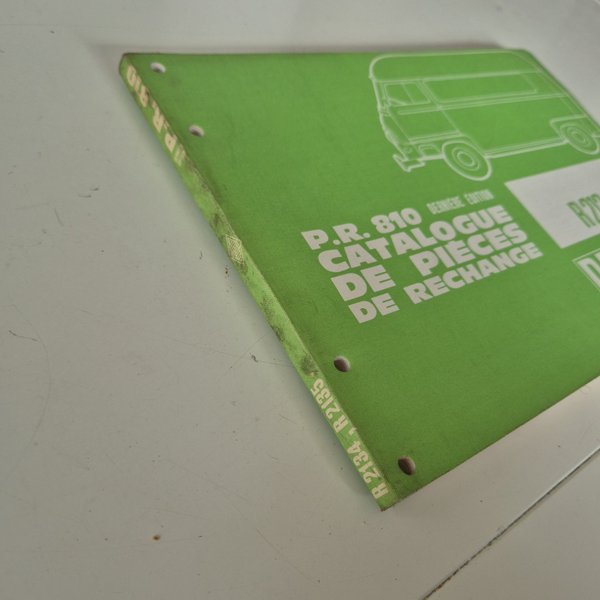 P.R. 810
R 2134 , R 2135
P.R. 810 DERNIÈRE ÉDITION
CATALOGUE
DE PIÈCES
DE RECHANGE